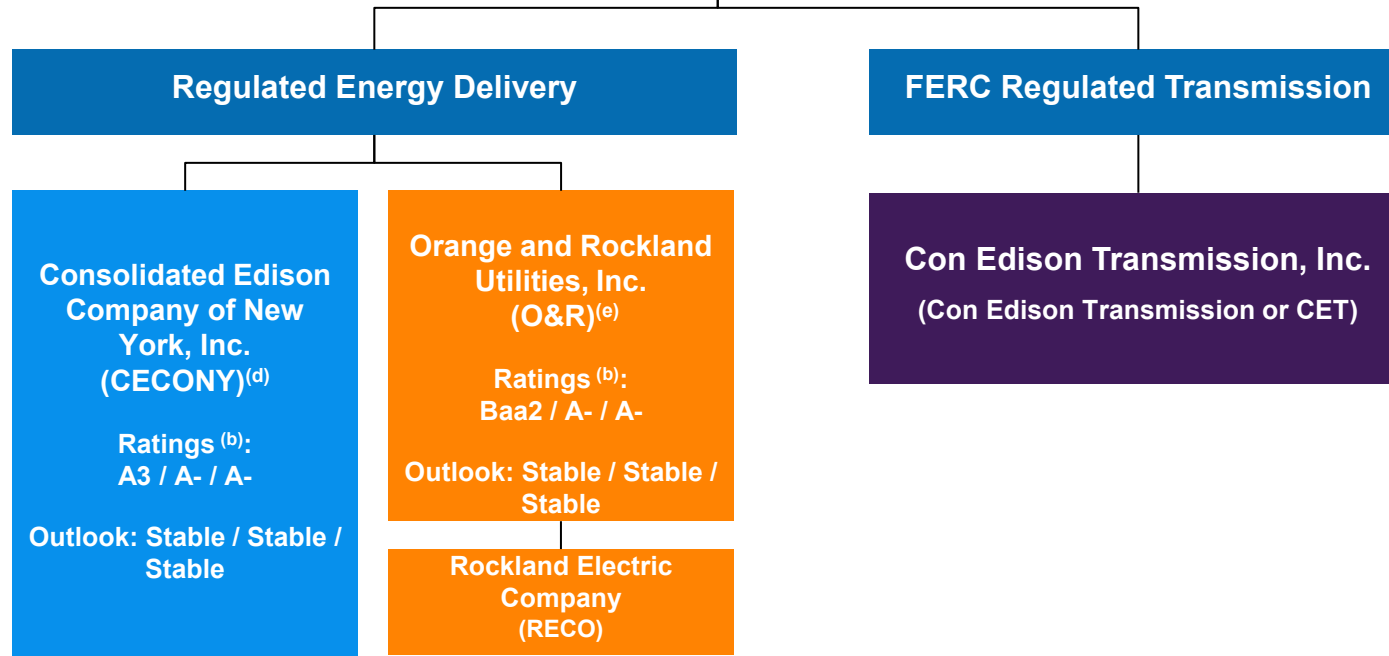 Regulated Energy Delivery
FERC Regulated Transmission
Consolidated Edison
Company of New
York, Inc.
(CECONY)(d)
Ratings (b):
A3 / A- / A-
Outlook: Stable / Stable /
Stable
Orange and Rockland
Utilities, Inc.
(O&R)(e)
Ratings (b):
Baa2 / A- / A-
Outlook: Stable / Stable /
Stable
Rockland Electric
Company
(RECO)
Con Edison Transmission, Inc.
(Con Edison Transmission or CET)